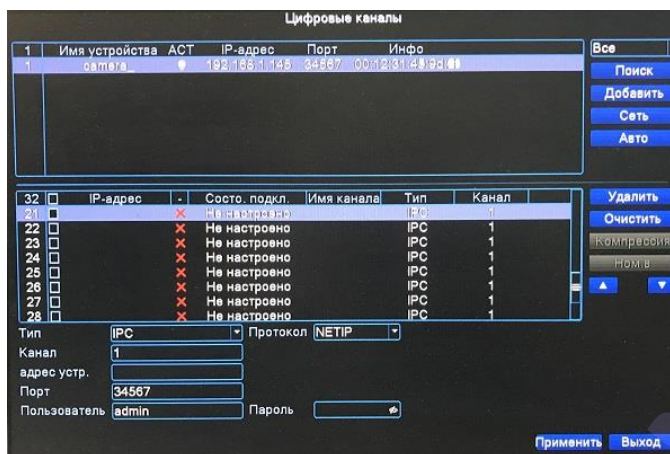 Цифровые каналы
1 Имя устройства АСТ IP-адрес Порт Инфо Все
1 camera_ 192.168.1.145 34567
Поиск
Добавить
Сеть
Авто
32 IP-адрес - Состо. подкл. Имя канала Тип Канал Удалить
21 Не настроено IPC 1 Очистить
22 Не настроено IPC 1
23 Не настроено IPC 1 Компрессия
24 Не настроено IPC 1
25 Не настроено IPC 1
26 Не настроено IPC 1
27 Не настроено IPC 1
28 Не настроено IPC 1
Тип IPC Протокол NETIP
Канал 1
адрес устр.
Порт 34567
Пользователь admin Пароль
Применить Выход